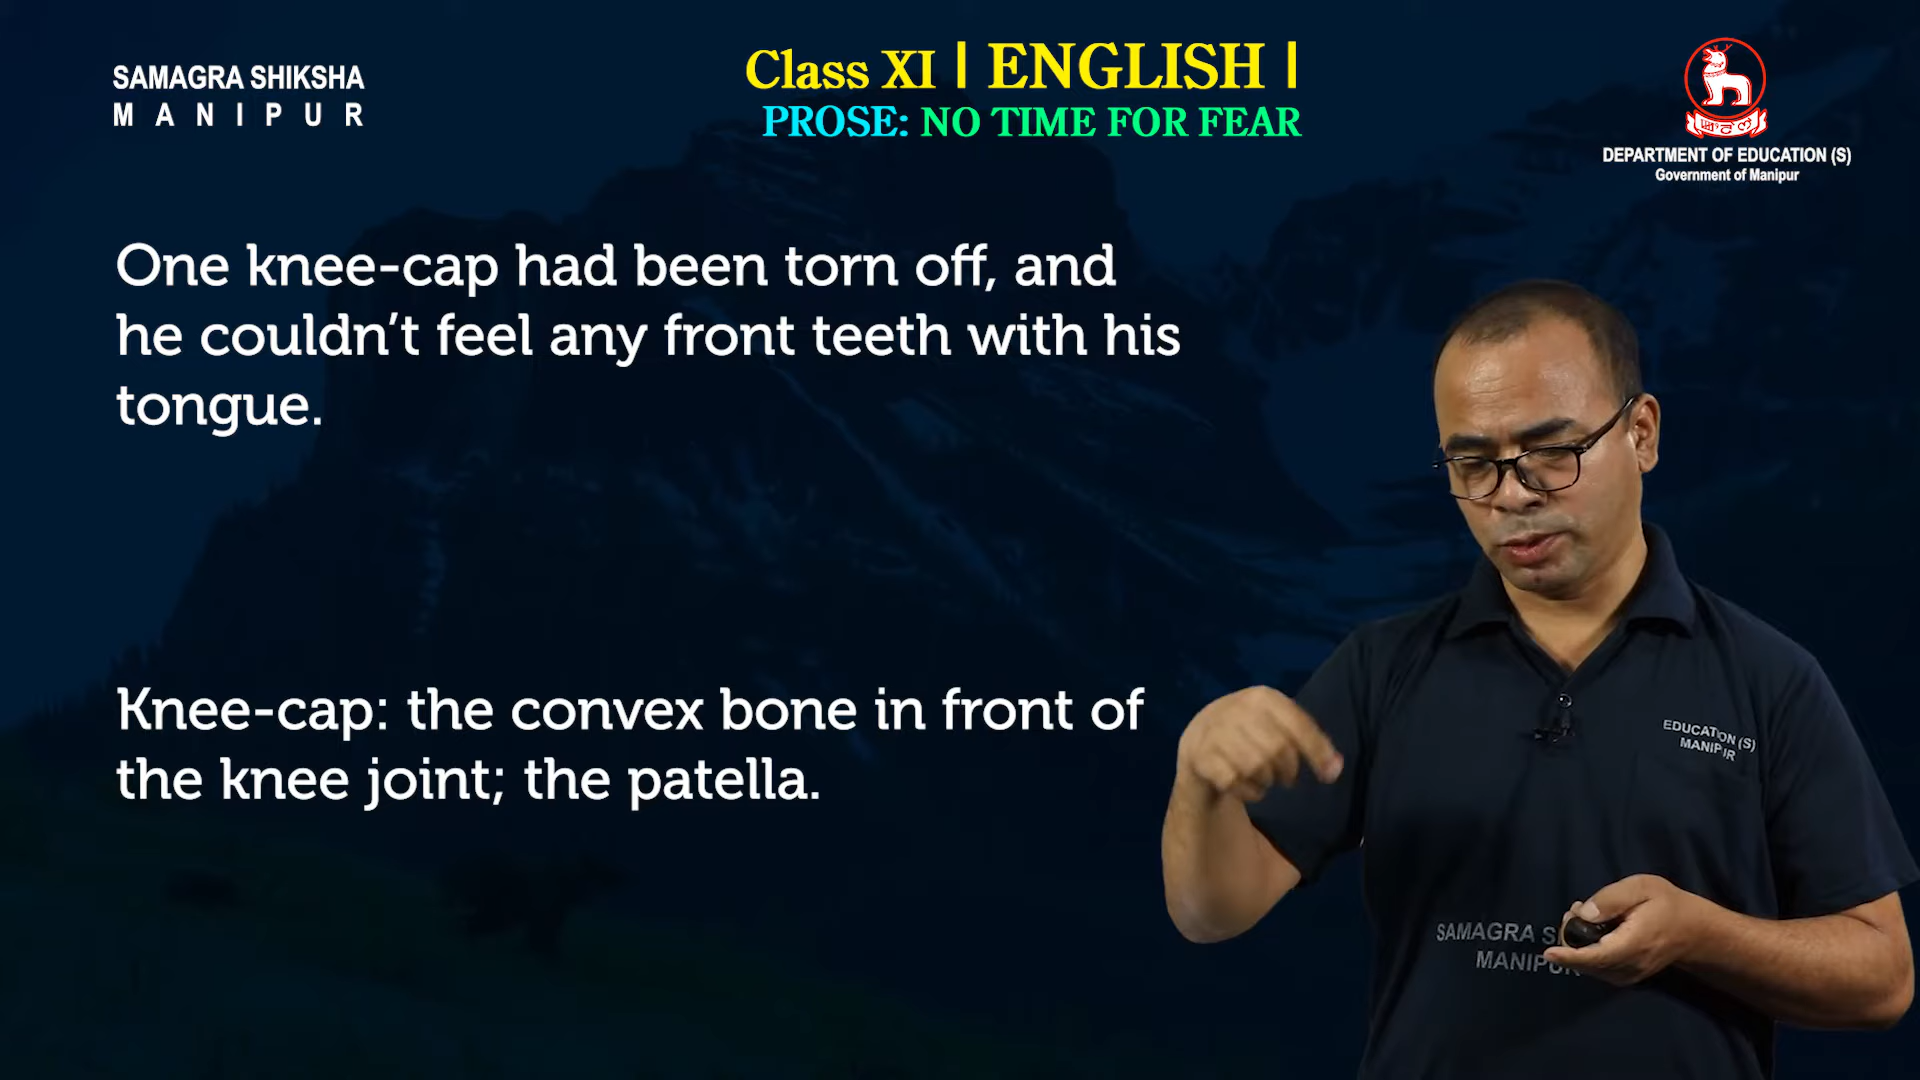 SAMAGRA SHIKSHA
MANIPUR
Class XI | ENGLISH |
PROSE: NO TIME FOR FEAR
DEPARTMENT OF EDUCATION (S)
Government of Manipur
One knee-cap had been torn off, and
he couldn’t feel any front teeth with his
tongue.
Knee-cap: the convex bone in front of
the knee joint; the patella.
EDUCATION (S)
MANIPUR
SAMAGRA
MANIPUR